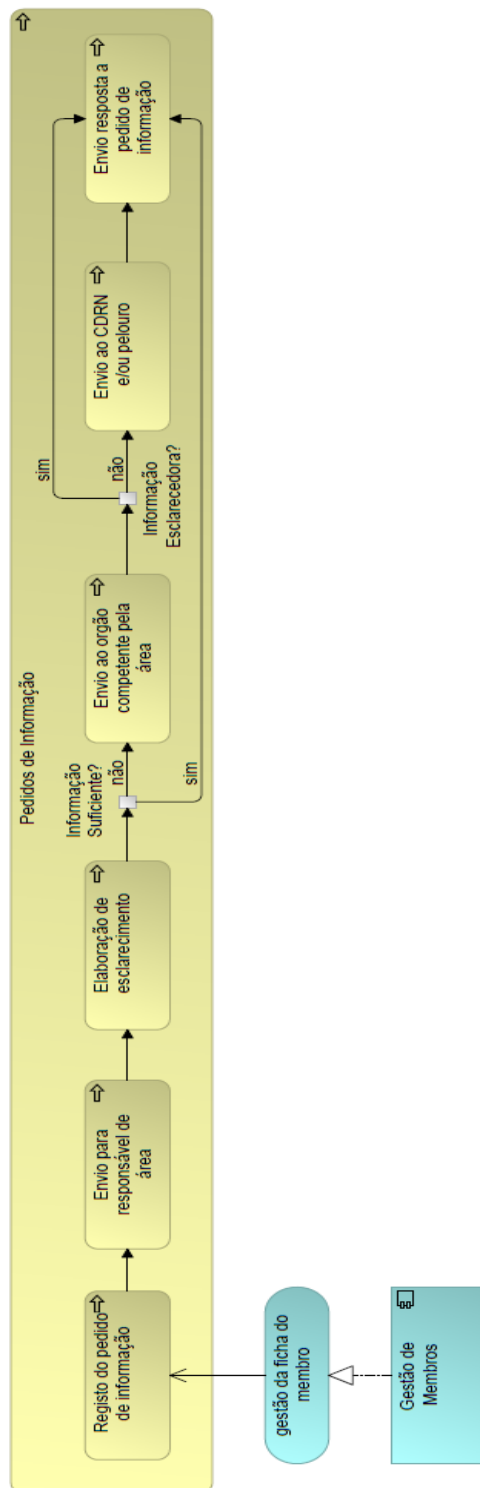 Pedidos de Informação
Registo do pedido
de informação
Envio para
responsável de
área
Elaboração de
esclarecimento
Informação
Suficiente?
não
sim
Envio ao orgão
competente pela
área
Informação
Esclarecedora?
não
sim
Envio ao CDRN
e/ou pelouro
Envio resposta a
pedido de
informação
gestão da ficha do
membro
Gestão de
Membros